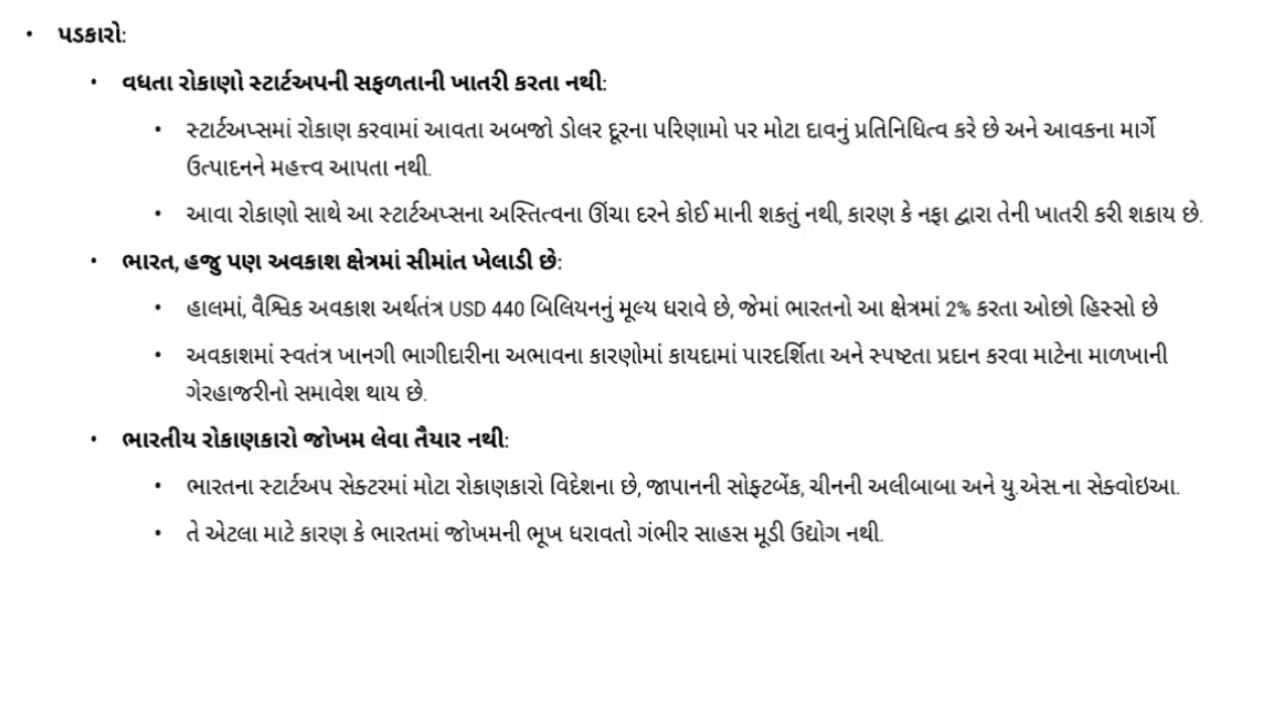 • પડકારો:
• વધતા રોકાણો સ્ટાર્ટઅપની સફળતાની ખાતરી કરતા નથી:
• સ્ટાર્ટઅપ્સમાં રોકાણ કરવામાં આવતા અબજો ડોલર દૂરના પરિણામો પર મોટા દાવનું પ્રતિનિધિત્વ કરે છે અને આવકના માર્ગે
ઉત્પાદનને મહત્ત્વ આપતા નથી.
• આવા રોકાણો સાથે આ સ્ટાર્ટઅપ્સના અસ્તિત્વના ઊંચા દરને કોઈ માની શકતું નથી, કારણ કે નફા દ્વારા તેની ખાતરી કરી શકાય છે.
• ભારત, હજુ પણ અવકાશ ક્ષેત્રમાં સીમાંત ખેલાડી છે:
• હાલમાં, વૈશ્વિક અવકાશ અર્થતંત્ર USD 440 બિલિયનનું મૂલ્ય ધરાવે છે, જેમાં ભારતનો આ ક્ષેત્રમાં 2% કરતા ઓછો હિસ્સો છે
• અવકાશમાં સ્વતંત્ર ખાનગી ભાગીદારીના અભાવના કારણોમાં કાયદામાં પારદર્શિતા અને સ્પષ્ટતા પ્રદાન કરવા માટેના માળખાની
ગેરહાજરીનો સમાવેશ થાય છે.
• ભારતીય રોકાણકારો જોખમ લેવા તૈયાર નથી:
• ભારતના સ્ટાર્ટઅપ સેક્ટરમાં મોટા રોકાણકારો વિદેશના છે, જાપાનની સોફ્ટબેંક, ચીનની અલીબાબા અને યુ.એસ.ના સેક્વોઇઆ.
• તે એટલા માટે કારણ કે ભારતમાં જોખમની ભૂખ ધરાવતો ગંભીર સાહસ મૂડી ઉદ્યોગ નથી.